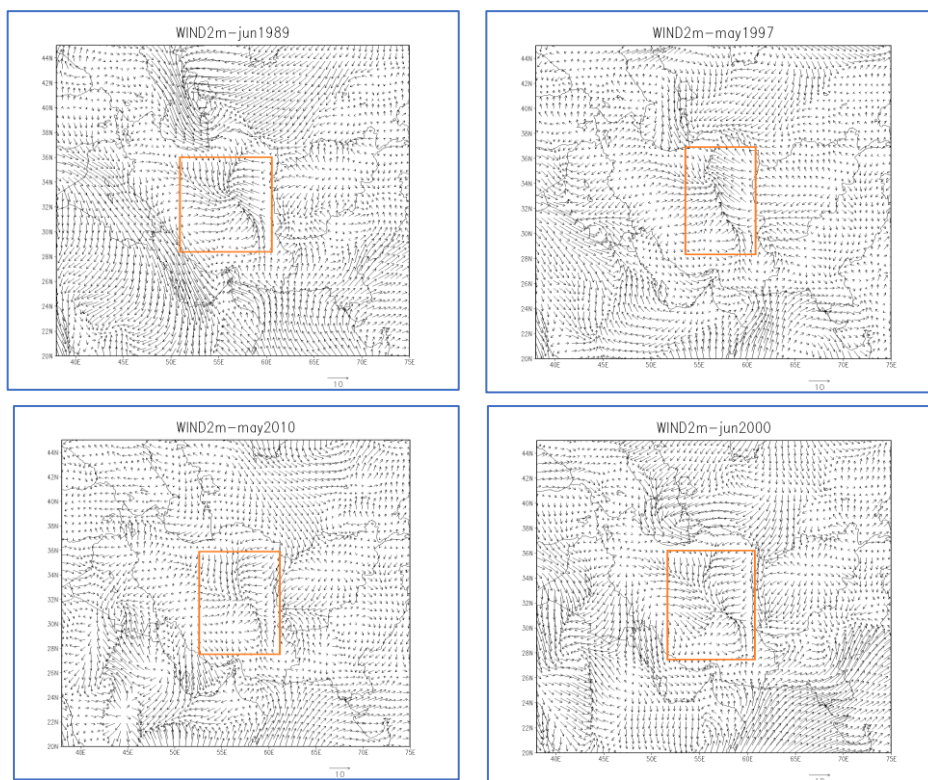 WIND2m-jun1989
44N
42N
40N
38N
36N
34N
32N
30N
28N
26N
24N
22N
20N
40E 45E 50E 55E 60E 65E 70E 75E
10
WIND2m-may1997
44N
42N
40N
38N
36N
34N
32N
30N
28N
26N
24N
22N
20N
40E 45E 50E 55E 60E 65E 70E 75E
10
WIND2m-may2010
44N
42N
40N
38N
36N
34N
32N
30N
28N
26N
24N
22N
20N
40E 45E 50E 55E 60E 65E 70E 75E
10
WIND2m-jun2000
44N
42N
40N
38N
36N
34N
32N
30N
28N
26N
24N
22N
20N
40E 45E 50E 55E 60E 65E 70E 75E